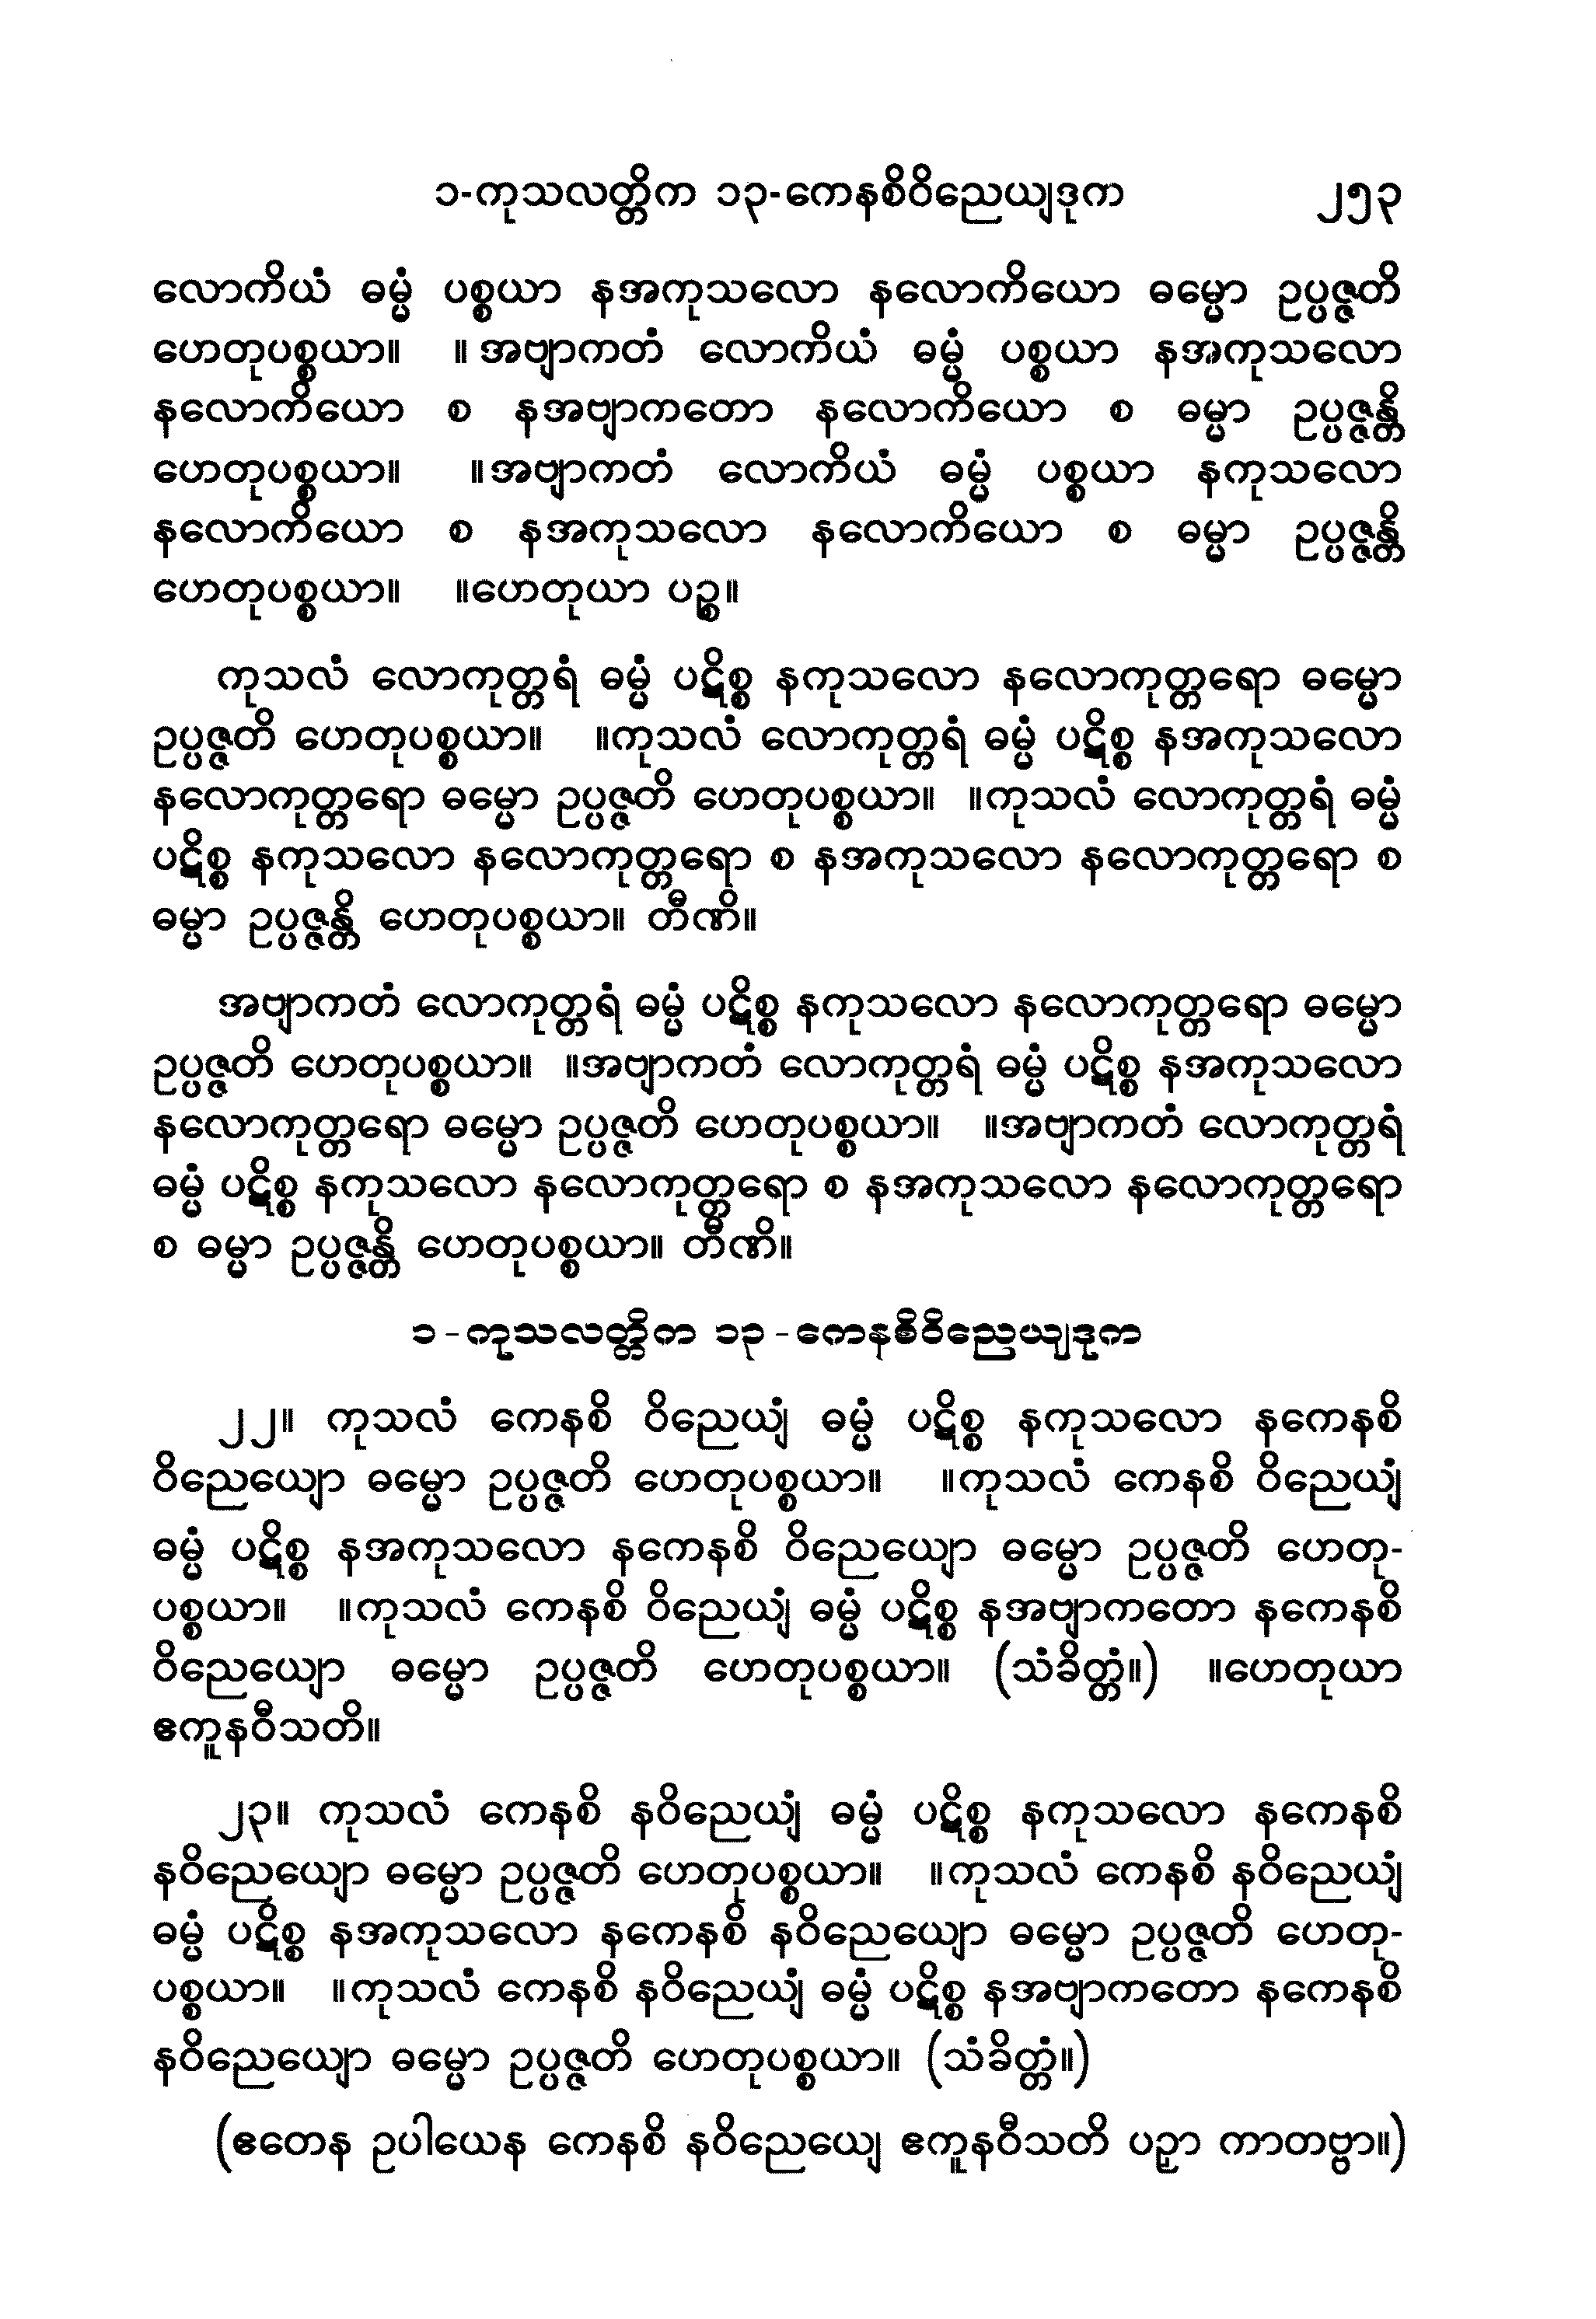 ၁-ကုသလတ္တိက ၁၃-ကေနစိဝိညေယျဒုက ၂၅၃
လောကိယံ ဓမ္မံ ပစ္စယာ နအကုသလော နလောကိယော ဓမ္မော ဥပ္ပဇ္ဇတိ
ဟေတုပစ္စယာ။ ။အဗျာကတံ လောကိယံ ဓမ္မံ ပစ္စယာ နအကုသလော
နလောကိယော စ နအဗျာကတော နလောကိယော စ ဓမ္မာ ဥပ္ပဇ္ဇန္တိ
ဟေတုပစ္စယာ။ ။အဗျာကတံ လောကိယံ ဓမ္မံ ပစ္စယာ နကုသလော
နလောကိယော စ နအကုသလော နလောကိယော စ ဓမ္မာ ဥပ္ပဇ္ဇန္တိ
ဟေတုပစ္စယာ။ ။ဟေတုယာ ပဉ္စ။
ကုသလံ လောကုတ္တရံ ဓမ္မံ ပဋိစ္စ နကုသလော နလောကုတ္တရော ဓမ္မော
ဥပ္ပဇ္ဇတိ ဟေတုပစ္စယာ။ ။ကုသလံ လောကုတ္တရံ ဓမ္မံ ပဋိစ္စ နအကုသလော
နလောကုတ္တရော ဓမ္မော ဥပ္ပဇ္ဇတိ ဟေတုပစ္စယာ။ ။ကုသလံ လောကုတ္တရံ ဓမ္မံ
ပဋိစ္စ နကုသလော နလောကုတ္တရော စ နအကုသလော နလောကုတ္တရော စ
ဓမ္မာ ဥပ္ပဇ္ဇန္တိ ဟေတုပစ္စယာ။ တီဏိ။
အဗျာကတံ လောကုတ္တရံ ဓမ္မံ ပဋိစ္စ နကုသလော နလောကုတ္တရော ဓမ္မော
ဥပ္ပဇ္ဇတိ ဟေတုပစ္စယာ။ ။အဗျာကတံ လောကုတ္တရံ ဓမ္မံ ပဋိစ္စ နအကုသလော
နလောကုတ္တရော ဓမ္မော ဥပ္ပဇ္ဇတိ ဟေတုပစ္စယာ။ ။အဗျာကတံ လောကုတ္တရံ
ဓမ္မံ ပဋိစ္စ နကုသလော နလောကုတ္တရော စ နအကုသလော နလောကုတ္တရော
စ ဓမ္မာ ဥပ္ပဇ္ဇန္တိ ဟေတုပစ္စယာ။ တီဏိ။
၁-ကုသလတ္တိက ၁၃-ကေနစိဝိညေယျဒုက
၂၂။ ကုသလံ ကေနစိ ဝိညေယျံ ဓမ္မံ ပဋိစ္စ နကုသလော နကေနစိ
ဝိညေယျော ဓမ္မော ဥပ္ပဇ္ဇတိ ဟေတုပစ္စယာ။ ။ကုသလံ ကေနစိ ဝိညေယျံ
ဓမ္မံ ပဋိစ္စ နအကုသလော နကေနစိ ဝိညေယျော ဓမ္မော ဥပ္ပဇ္ဇတိ ဟေတု-
ပစ္စယာ။ ။ကုသလံ ကေနစိ ဝိညေယျံ ဓမ္မံ ပဋိစ္စ နအဗျာကတော နကေနစိ
ဝိညေယျော ဓမ္မော ဥပ္ပဇ္ဇတိ ဟေတုပစ္စယာ။ (သံခိတ္တံ။) ။ဟေတုယာ
ဧကူနဝီသတိ။
၂၃။ ကုသလံ ကေနစိ နဝိညေယျံ ဓမ္မံ ပဋိစ္စ နကုသလော နကေနစိ
နဝိညေယျော ဓမ္မော ဥပ္ပဇ္ဇတိ ဟေတုပစ္စယာ။ ။ကုသလံ ကေနစိ နဝိညေယျံ
ဓမ္မံ ပဋိစ္စ နအကုသလော နကေနစိ နဝိညေယျော ဓမ္မော ဥပ္ပဇ္ဇတိ ဟေတု-
ပစ္စယာ။ ။ကုသလံ ကေနစိ နဝိညေယျံ ဓမ္မံ ပဋိစ္စ နအဗျာကတော နကေနစိ
နဝိညေယျော ဓမ္မော ဥပ္ပဇ္ဇတိ ဟေတုပစ္စယာ။ (သံခိတ္တံ။)
(ဧတေန ဥပါယေန ကေနစိ နဝိညေယျေ ဧကူနဝီသတိ ပဉှာ ကာတဗ္ဗာ။)